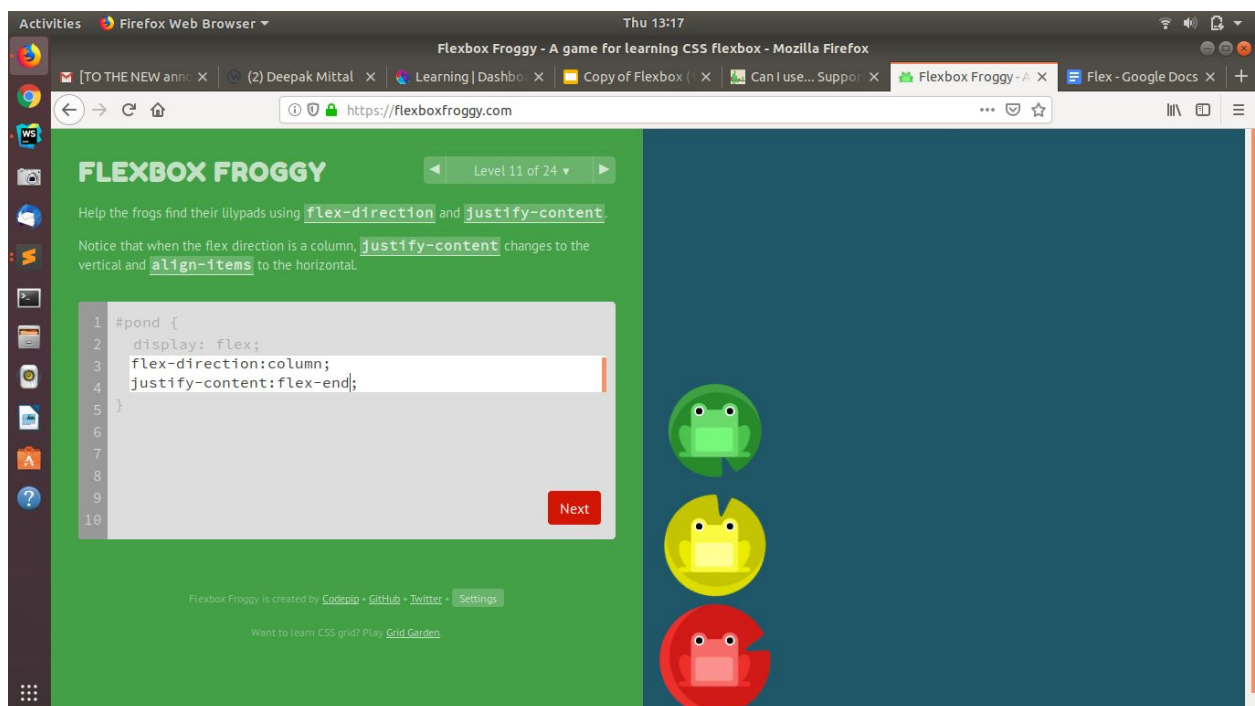 Activities Firefox Web Browser ▾ Thu 13:17
Flexbox Froggy - A game for learning CSS flexbox - Mozilla Firefox
[TO THE NEW ann (2) Deepak Mittal Learning | Dashbo Copy of Flexbox ( Can I use... Suppor Flexbox Froggy - A Flex - Google Docs
https://flexboxfroggy.com
WS
FLEXBOX FROGGY
Level 11 of 24 ▾
Help the frogs find their lilypads using flex-direction and justify-content.
Notice that when the flex direction is a column, justify-content changes to the
vertical and align-items to the horizontal.
1 #pond {
2 display: flex;
3 flex-direction:column;
4 justify-content:flex-end;
5 }
6
7
8
9
10
Next
Flexbox Froggy is created by Codepip • GitHub • Twitter • Settings
Want to learn CSS grid? Play Grid Garden.